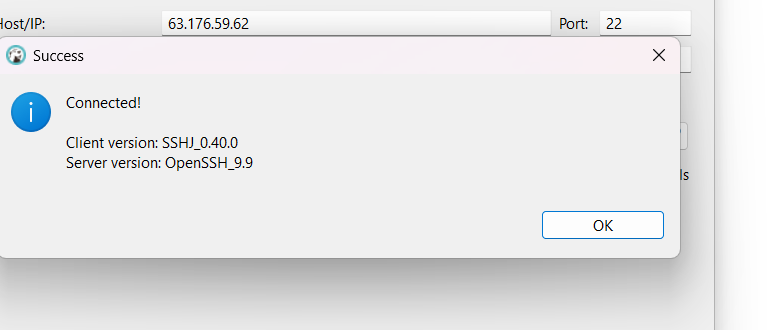 Host/IP: 63.176.59.62 Port: 22
Success
Connected!
Client version: SSHJ_0.40.0
Server version: OpenSSH_9.9
ls
OK